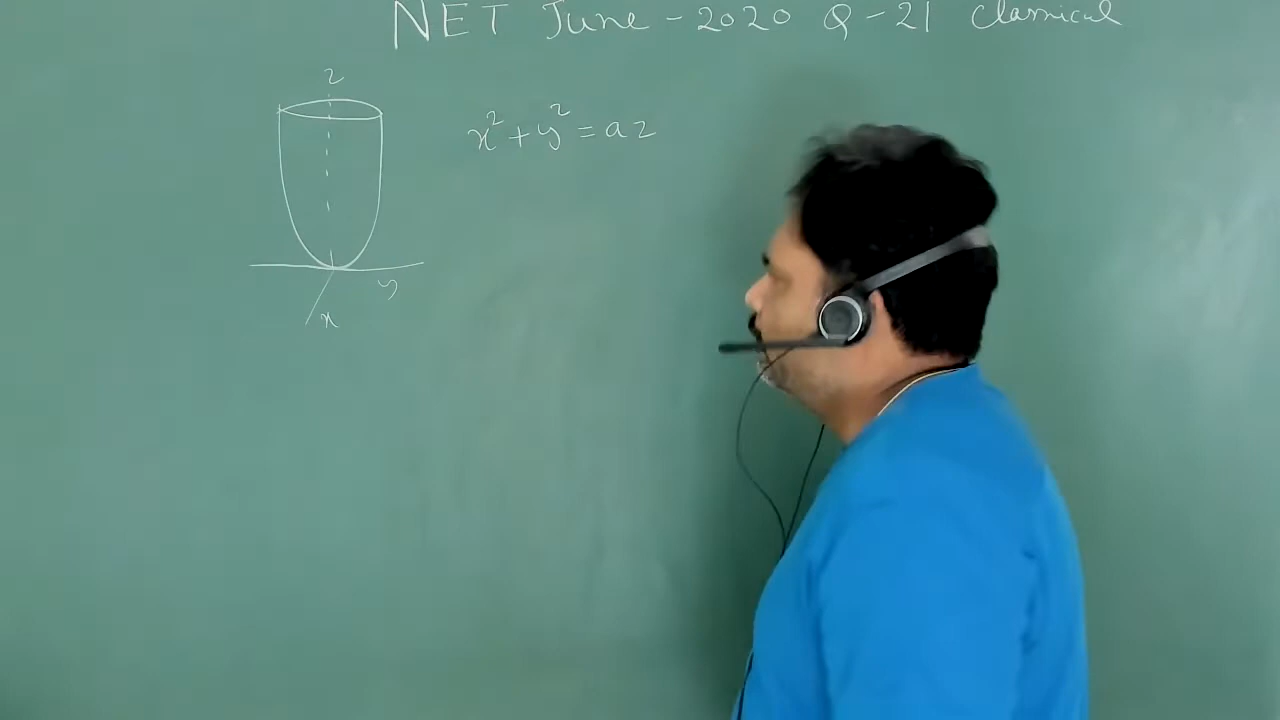 NET June - 2020 Q - 21 Classical
z
x² + y² = az
y
x